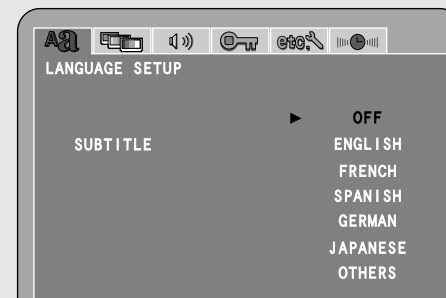 Aa etc.
LANGUAGE SETUP
OFF
SUBTITLE ENGLISH
FRENCH
SPANISH
GERMAN
JAPANESE
OTHERS